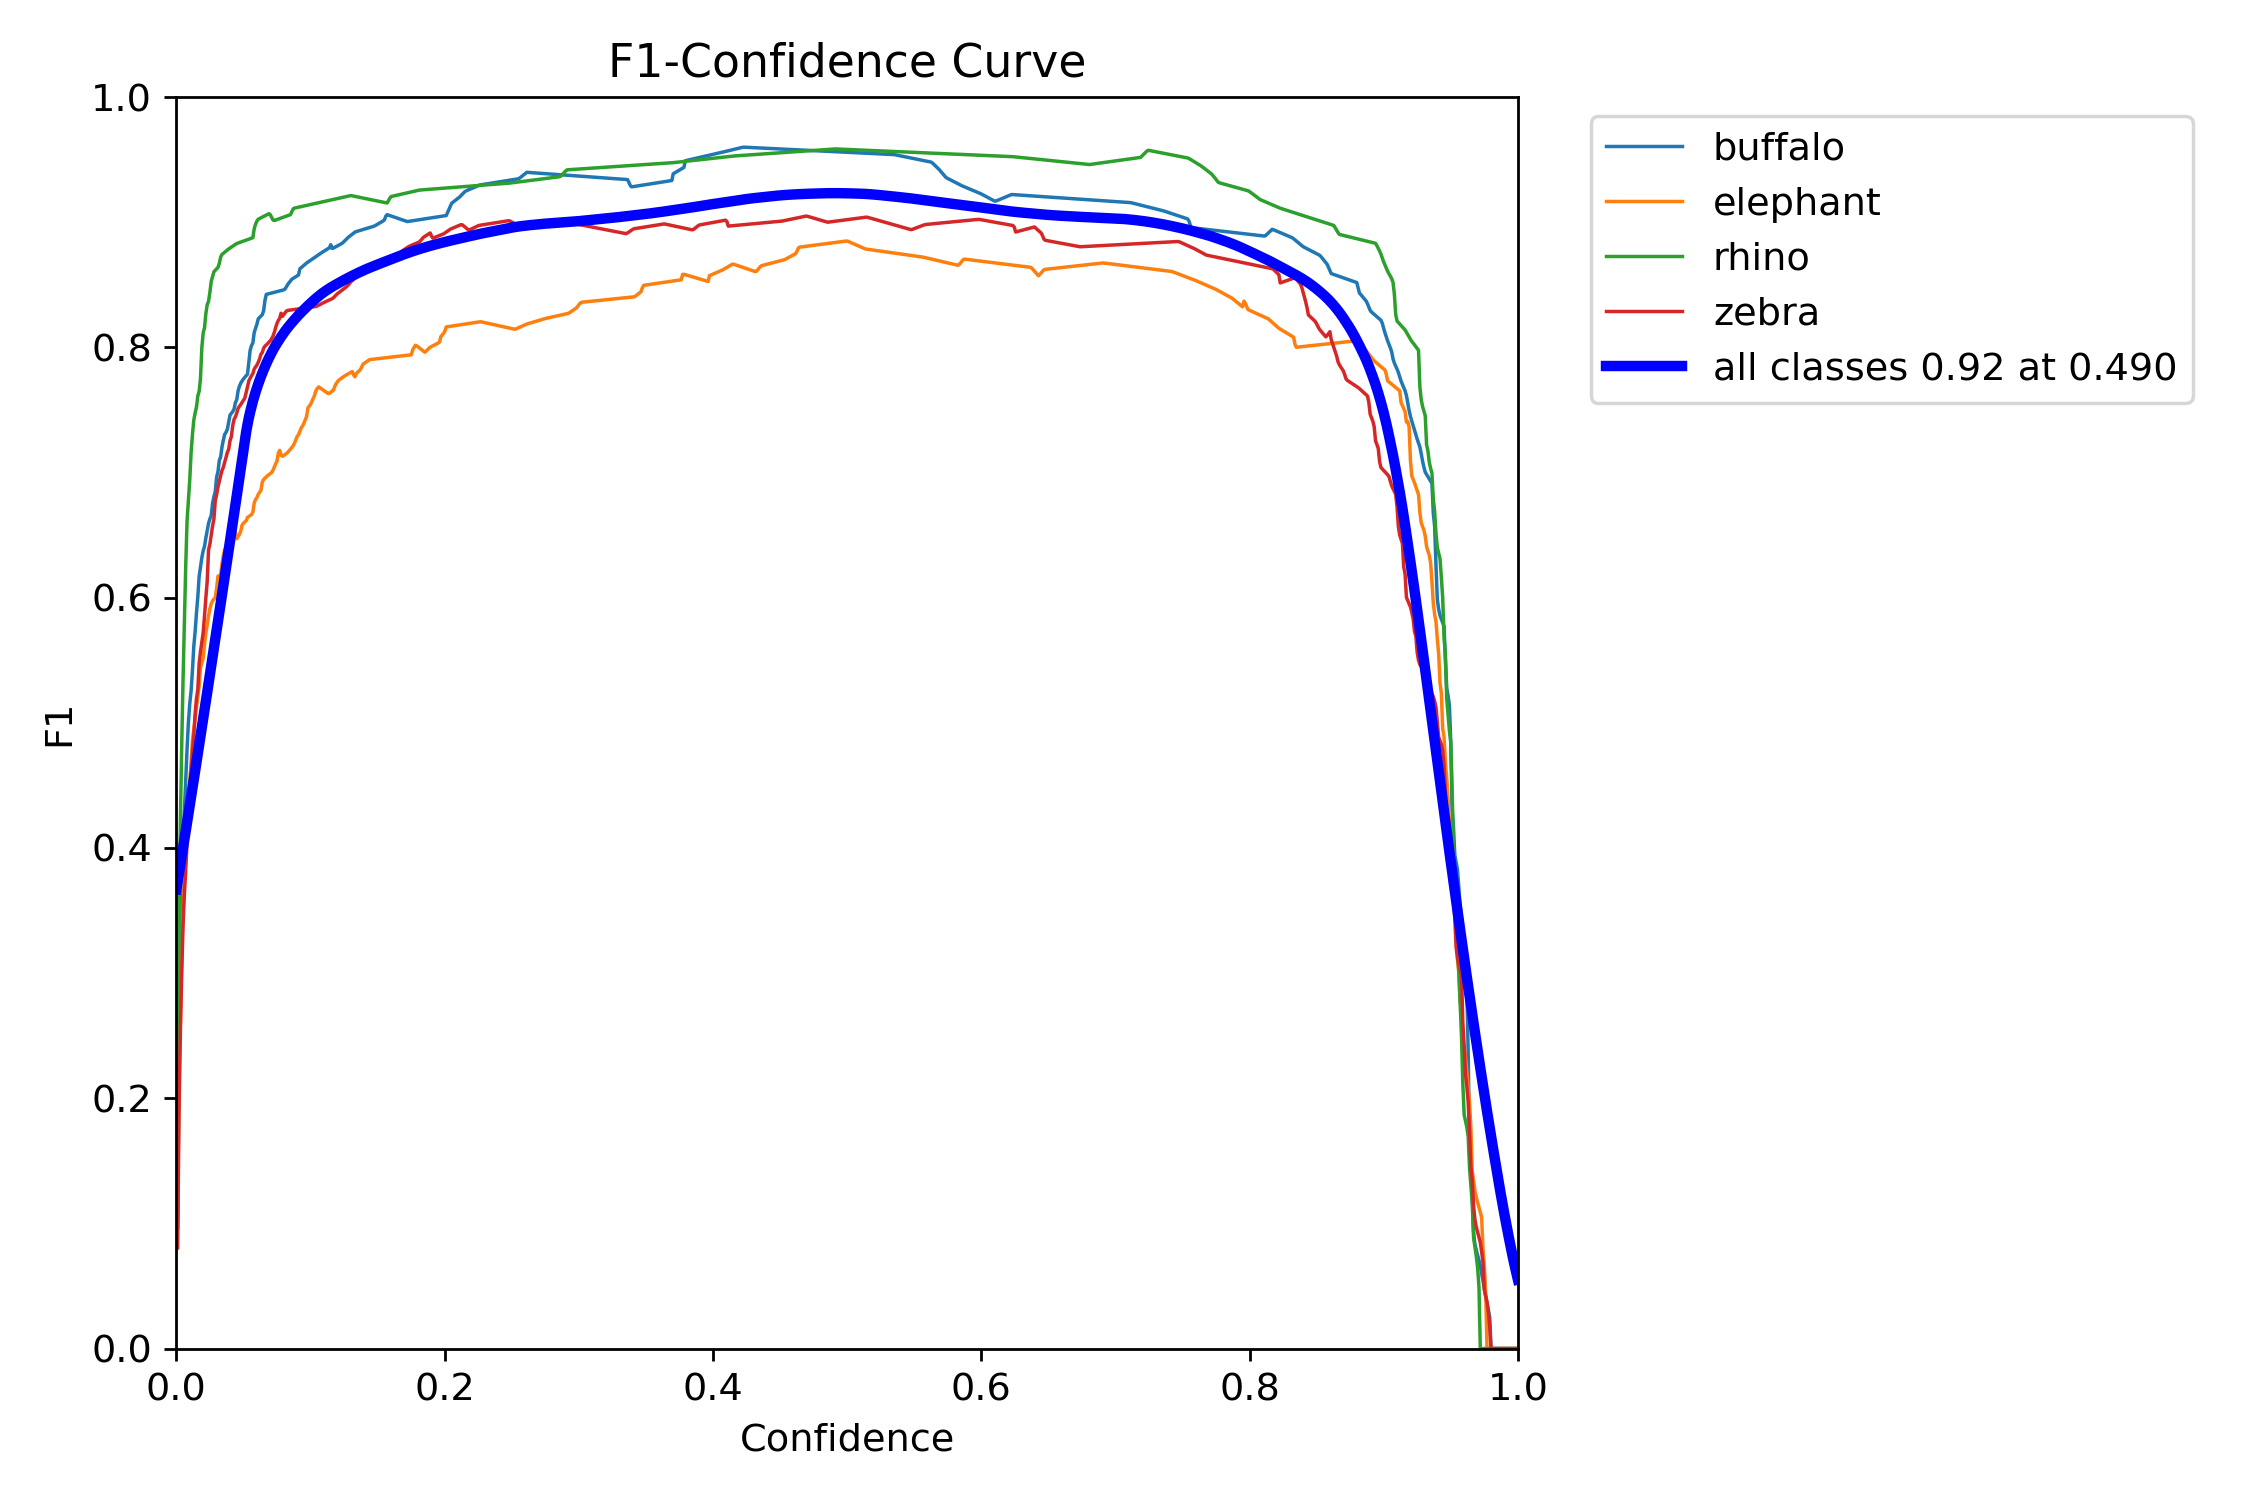 F1-Confidence Curve
1.0
0.8
0.6
0.4
0.2
0.0
F1
0.0 0.2 0.4 0.6 0.8 1.0
Confidence
buffalo
elephant
rhino
zebra
all classes 0.92 at 0.490